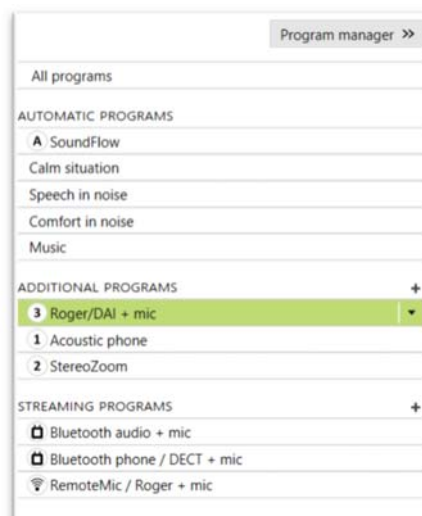 Program manager »
All programs
AUTOMATIC PROGRAMS
A SoundFlow
Calm situation
Speech in noise
Comfort in noise
Music
ADDITIONAL PROGRAMS +
3 Roger/DAI + mic
1 Acoustic phone
2 StereoZoom
STREAMING PROGRAMS +
Bluetooth audio + mic
Bluetooth phone / DECT + mic
RemoteMic / Roger + mic